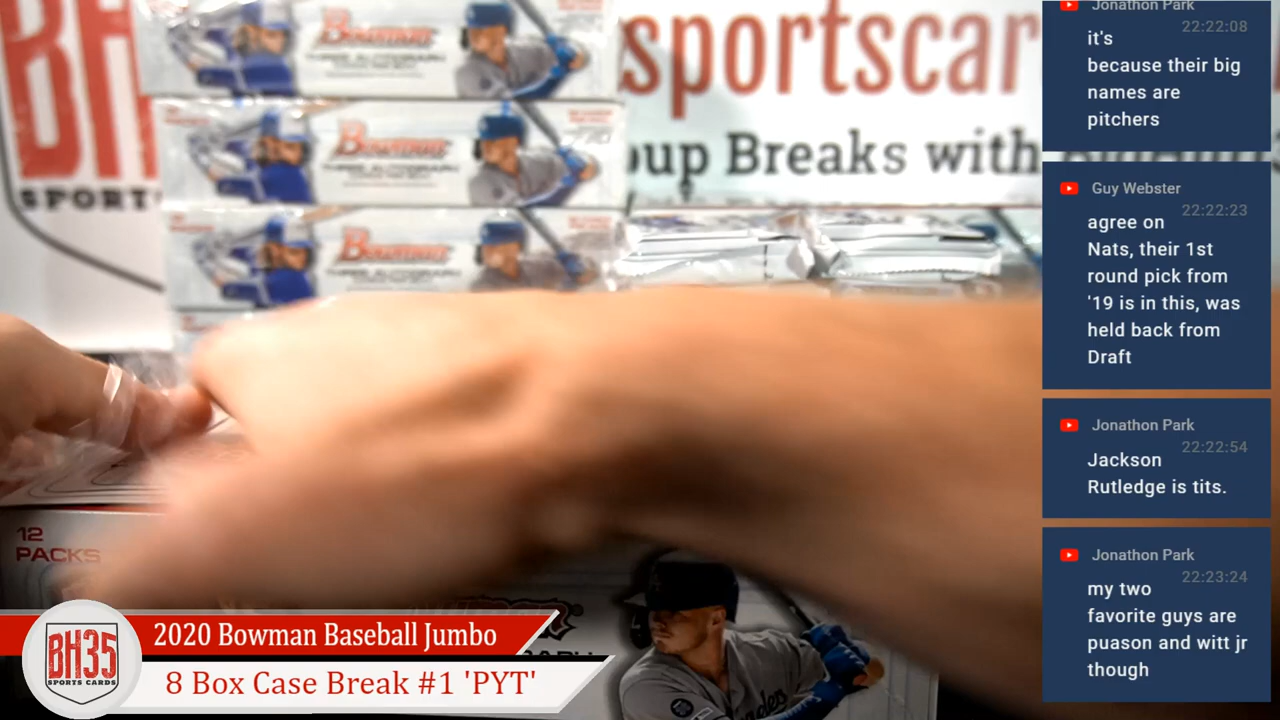 BH
SPORT
BOWMAN
BOWMAN
BOWMAN
sportscar
oup Breaks with
12
PACKS
BH35
SPORTS CARDS
2020 Bowman Baseball Jumbo
8 Box Case Break #1 'PYT'
Jonathon Park
22:22:08
it's
because their big
names are
pitchers
Guy Webster
22:22:23
agree on
Nats, their 1st
round pick from
'19 is in this, was
held back from
Draft
Jonathon Park
22:22:54
Jackson
Rutledge is tits.
Jonathon Park
22:23:24
my two
favorite guys are
puason and witt jr
though